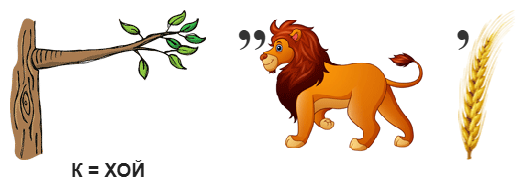 ,,
,
К = ХОЙ